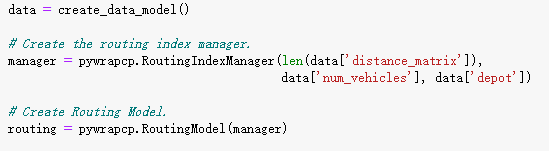 data = create_data_model()
# Create the routing index manager.
manager = pywrapcp.RoutingIndexManager(len(data['distance_matrix']),
data['num_vehicles'], data['depot'])
# Create Routing Model.
routing = pywrapcp.RoutingModel(manager)